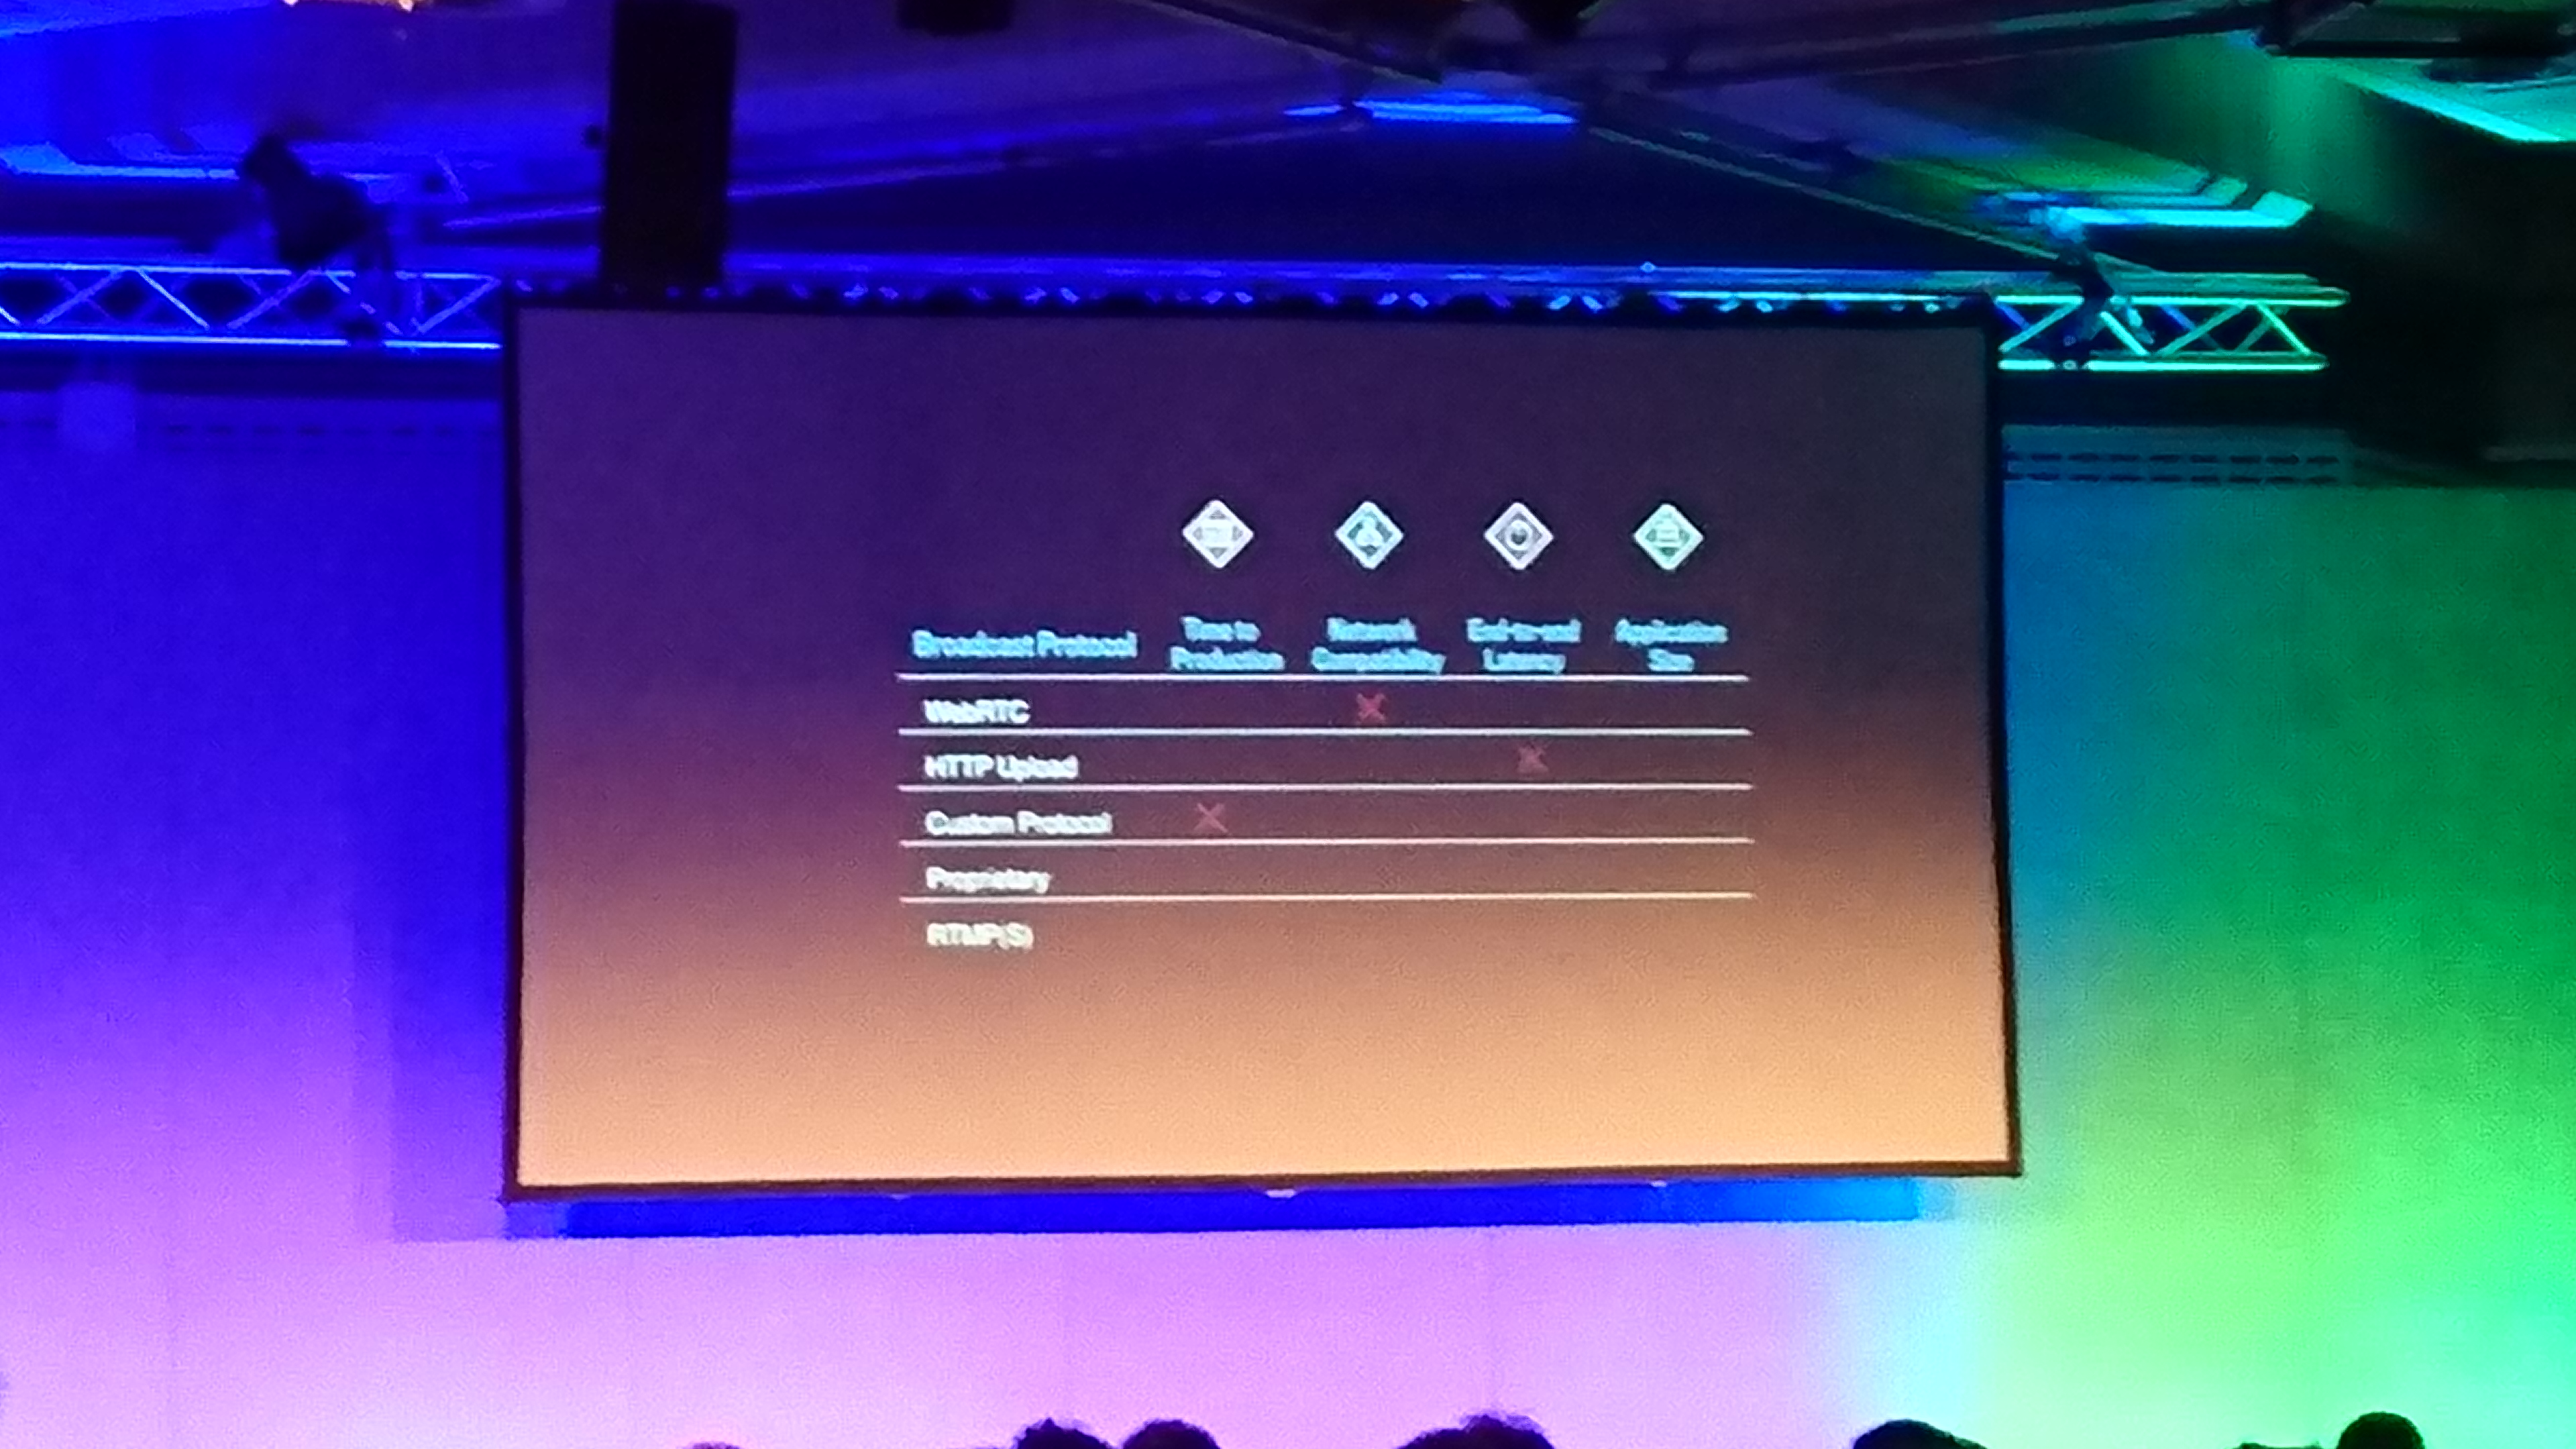 Broadcast Protocol
Time to
Production
Network
Compatibility
End-to-end
Latency
Application
Size
WebRTC
HTTP Upload
Custom Protocol
Proprietary
RTMP(S)